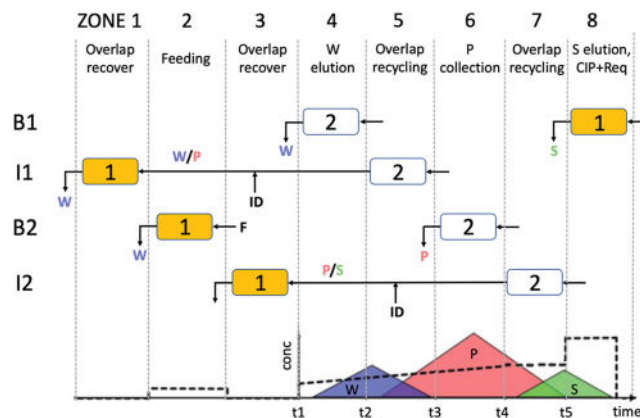 ZONE 1 2 3 4 5 6 7 8
Overlap recover
Feeding
Overlap recover
W elution
Overlap recycling
P collection
Overlap recycling
S elution, CIP+Req
B1
2
W
1
S
I1
1
W
W/P
ID
2
B2
1
W
F
2
P
I2
1
P/S
ID
2
conc
W
P
S
t1 t2 t3 t4 t5 time